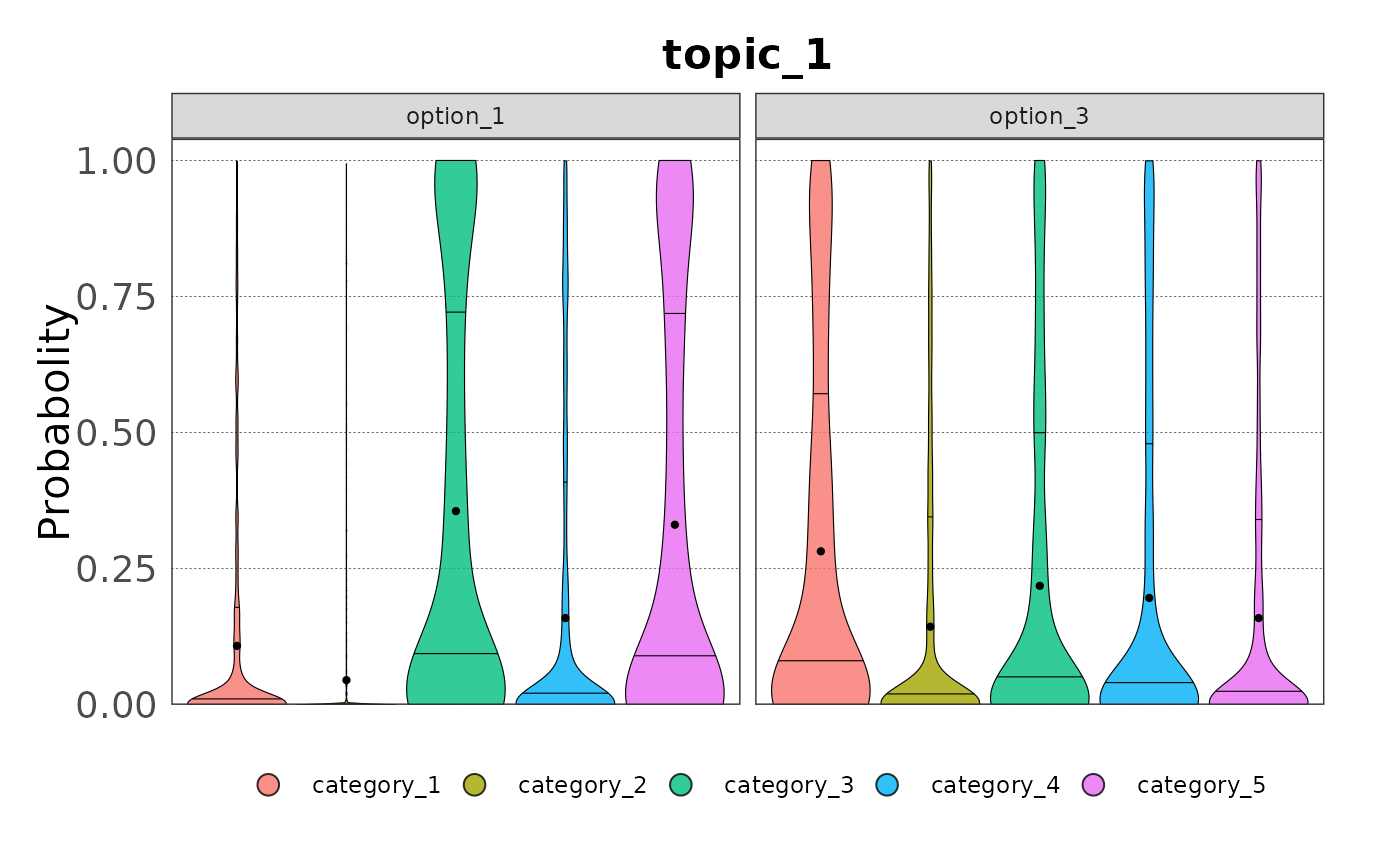 topic_1
option_1
option_3
Probabolity
1.00
0.75
0.50
0.25
0.00
category_1
category_2
category_3
category_4
category_5